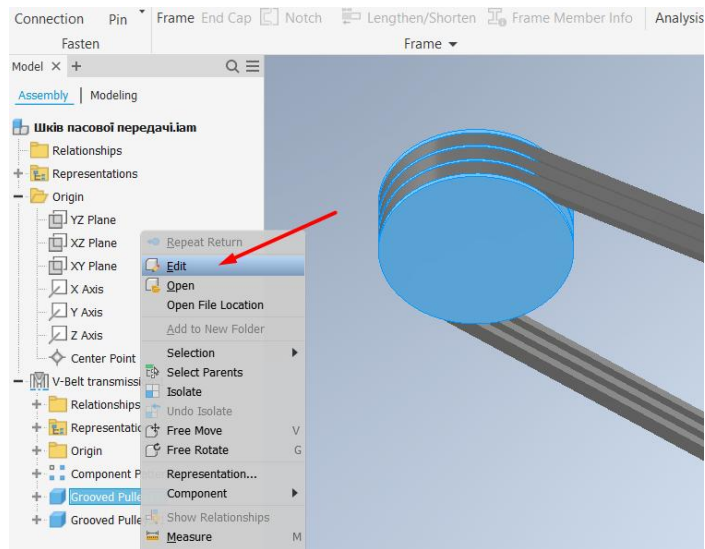 Connection Pin Frame End Cap Notch Lengthen/Shorten Frame Member Info Analysis
Fasten Frame
Model × +
Assembly | Modeling
Шків пасової передачі.iam
Relationships
Representations
Origin
YZ Plane
XZ Plane
XY Plane
X Axis
Y Axis
Z Axis
Center Point
V-Belt transmissi
Relationships
Representatio
Origin
Component P
Grooved Pulle
Grooved Pulle
Repeat Return
Edit
Open
Open File Location
Add to New Folder
Selection
Select Parents
Isolate
Undo Isolate
Free Move V
Free Rotate G
Representation...
Component
Show Relationships
Measure M